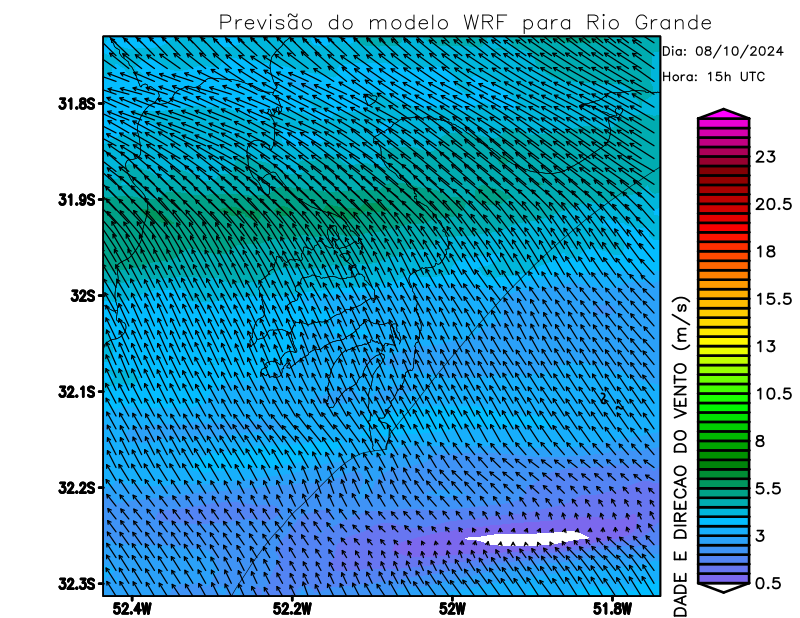 Previsão do modelo WRF para Rio Grande
Dia: 08/10/2024
Hora: 15h UTC
31.8S
31.9S
32S
32.1S
32.2S
32.3S
52.4W
52.2W
52W
51.8W
23
20.5
18
15.5
13
10.5
8
5.5
3
0.5
DADE E DIRECAO DO VENTO (m/s)